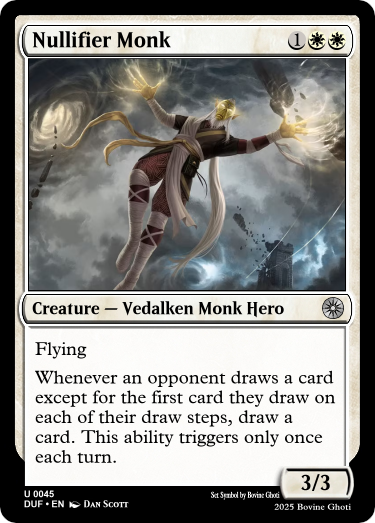 Nullifier Monk 1
Creature — Vedalken Monk Hero
Flying
Whenever an opponent draws a card
except for the first card they draw on
each of their draw steps, draw a
card. This ability triggers only once
each turn.
3/3
U 0045
DUF • EN Dan Scott
Set Symbol by Bovine Ghoti
2025 Bovine Ghoti